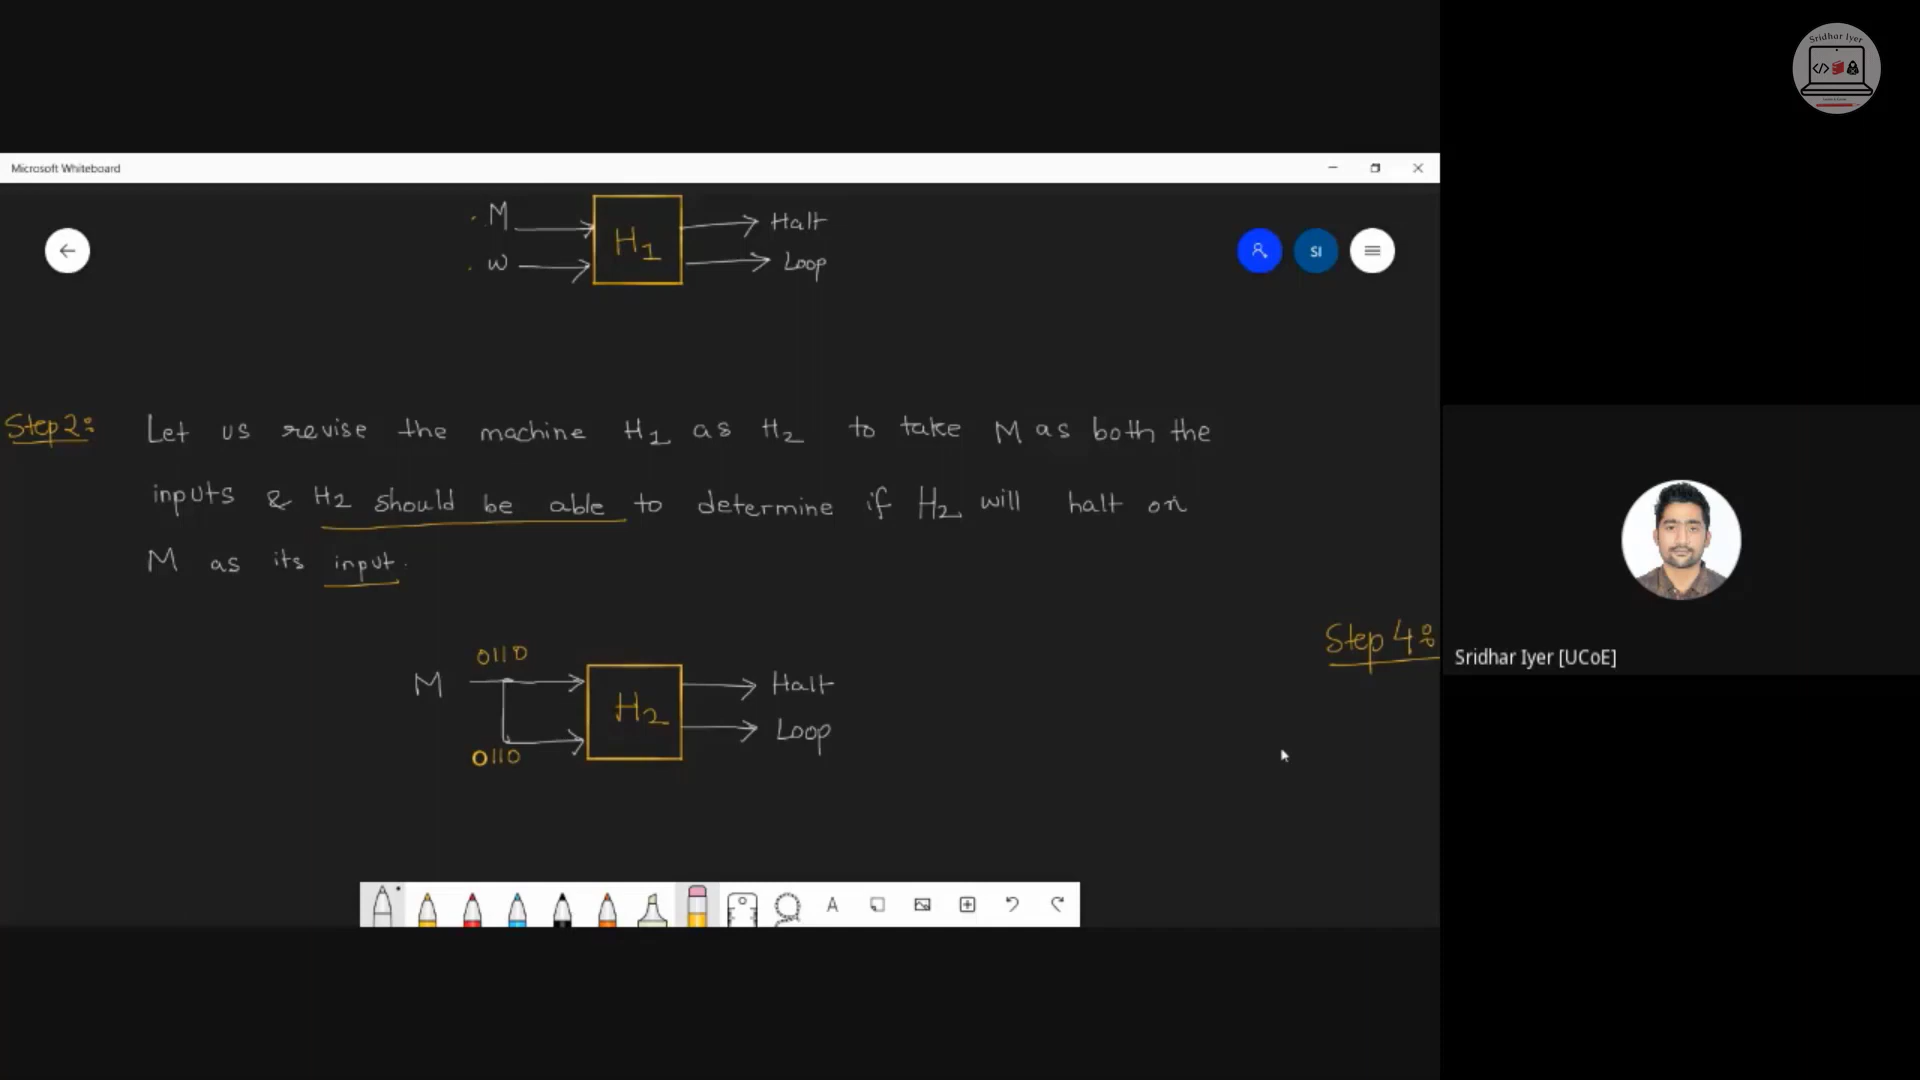 Sridhar Iyer
</>
Microsoft Whiteboard
M
H1
Halt
w
Loop
SI
Step 2:
Let us revise the machine H1 as H2 to take M as both the
inputs & H2 should be able to determine if H2 will halt on
M as its input.
Step 4:
0110
M
H2
Halt
Loop
0110
Sridhar Iyer [UCoE]
A